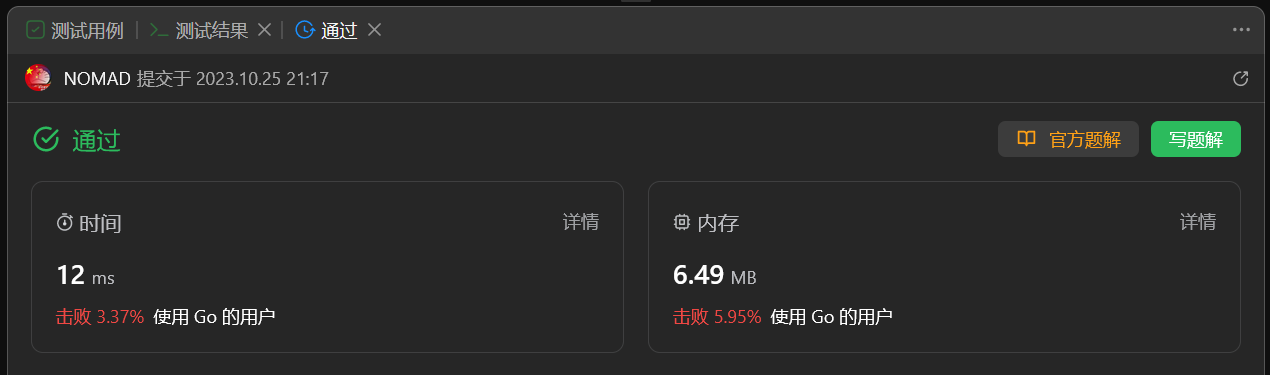 测试用例 测试结果 通过
NOMAD 提交于 2023.10.25 21:17
通过 官方题解 写题解
时间 详情 内存 详情
12 ms 6.49 MB
击败 3.37% 使用 Go 的用户 击败 5.95% 使用 Go 的用户